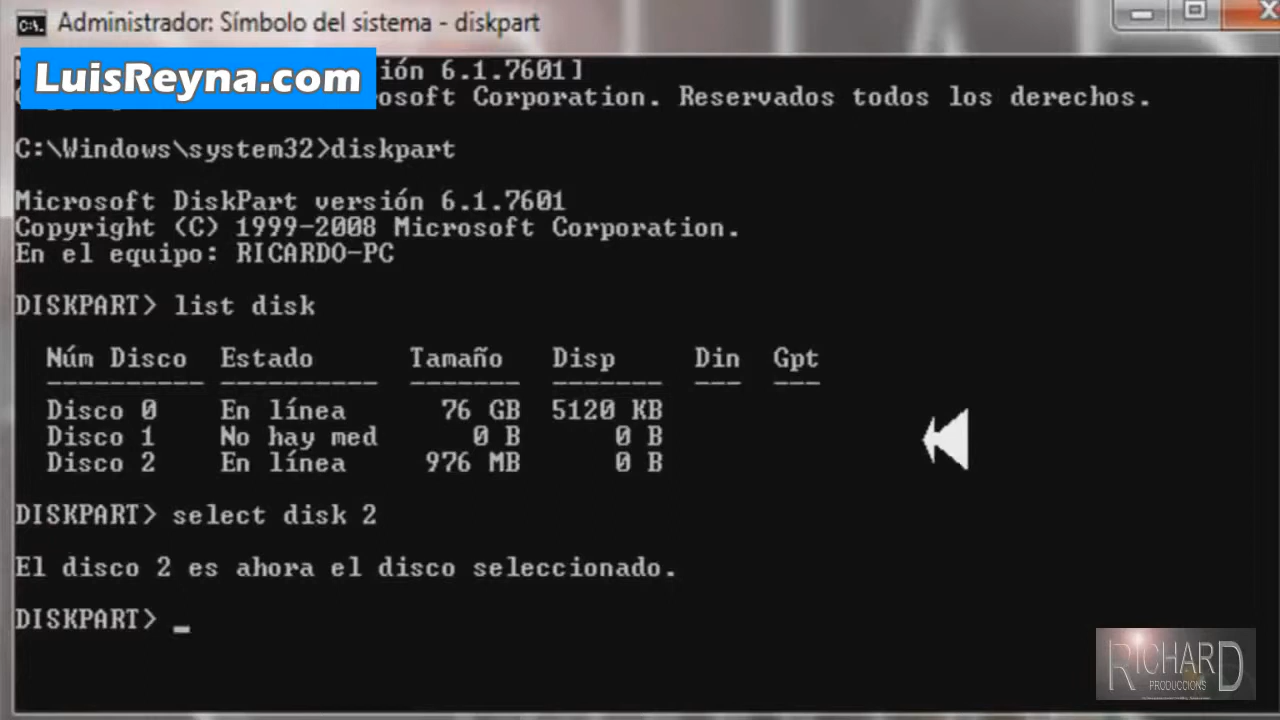 Administrador: Símbolo del sistema - diskpart
LuisReyna.com
ión 6.1.7601]
osoft Corporation. Reservados todos los derechos.
C:\Windows\system32>diskpart
Microsoft DiskPart versión 6.1.7601
Copyright (C) 1999-2008 Microsoft Corporation.
En el equipo: RICARDO-PC
DISKPART> list disk
Núm Disco Estado Tamaño Disp Din Gpt
---------- ---------- ------- ------- --- ---
Disco 0 En línea 76 GB 5120 KB
Disco 1 No hay med 0 B 0 B
Disco 2 En línea 976 MB 0 B
DISKPART> select disk 2
El disco 2 es ahora el disco seleccionado.
DISKPART> _
RICHARD
PRODUCCIONS